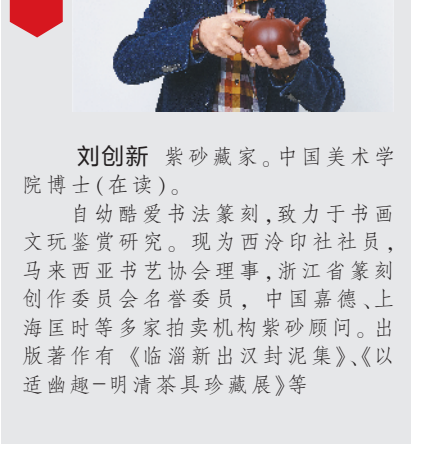 刘创新 紫砂藏家。中国美术学
院博士(在读)。
自幼酷爱书法篆刻,致力于书画
文玩鉴赏研究。现为西泠印社社员,
马来西亚书艺协会理事,浙江省篆刻
创作委员会名誉委员, 中国嘉德、上
海匡时等多家拍卖机构紫砂顾问。出
版著作有《临淄新出汉封泥集》、《以
适幽趣-明清茶具珍藏展》等